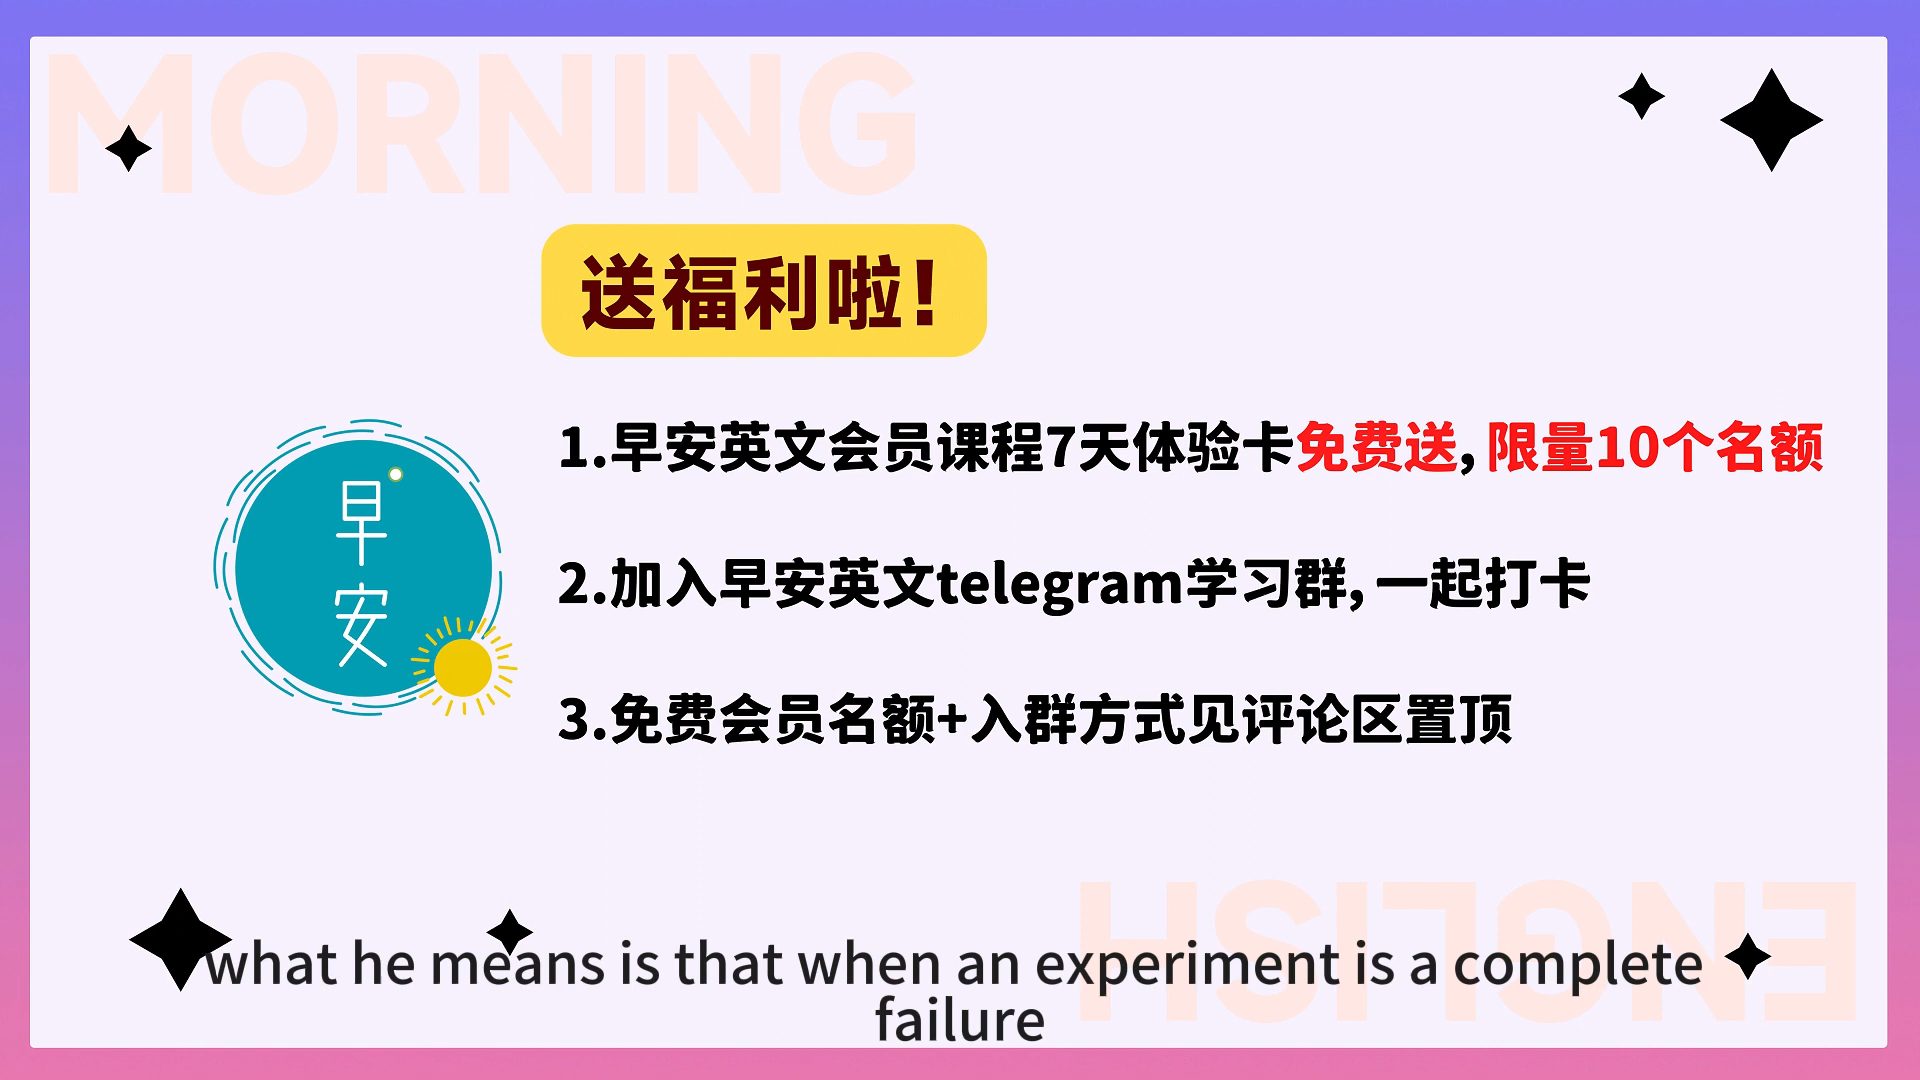 MORNING
送福利啦!
1.早安英文会员课程7天体验卡免费送, 限量10个名额
早安
2.加入早安英文telegram学习群, 一起打卡
3.免费会员名额+入群方式见评论区置顶
ENGLISH
what he means is that when an experiment is a complete
failure